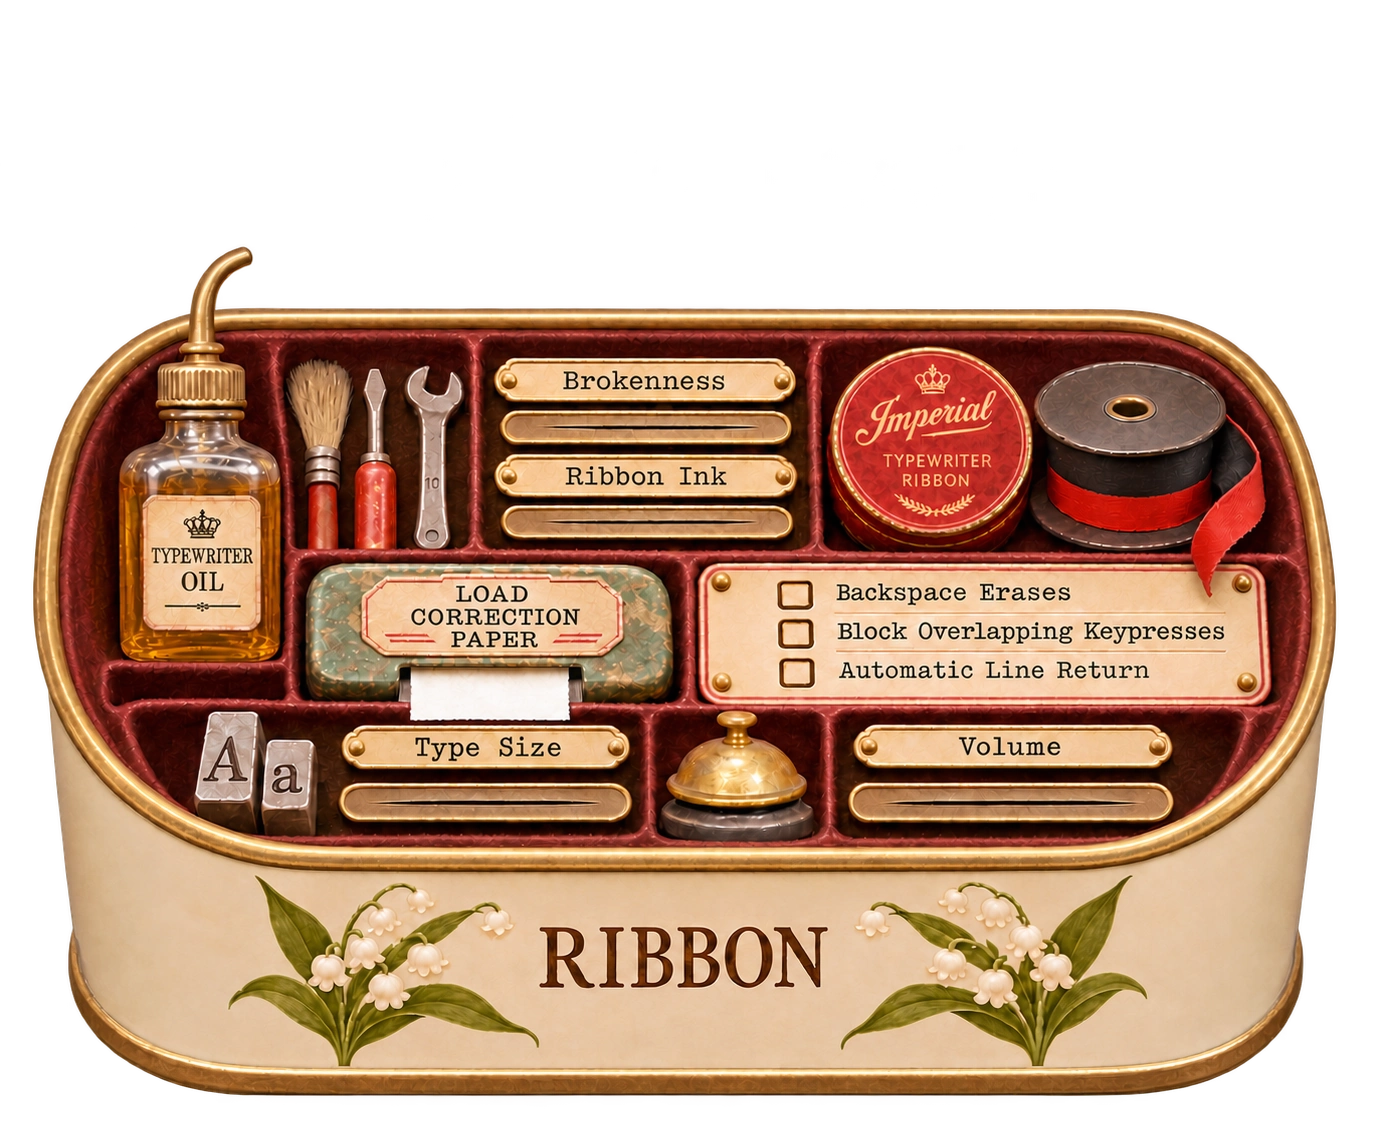 Brokenness
Ribbon Ink
10
Imperial
TYPEWRITER
RIBBON
TYPEWRITER
OIL
LOAD
CORRECTION
PAPER
Backspace Erases
Block Overlapping Keypresses
Automatic Line Return
A a
Type Size
Volume
RIBBON